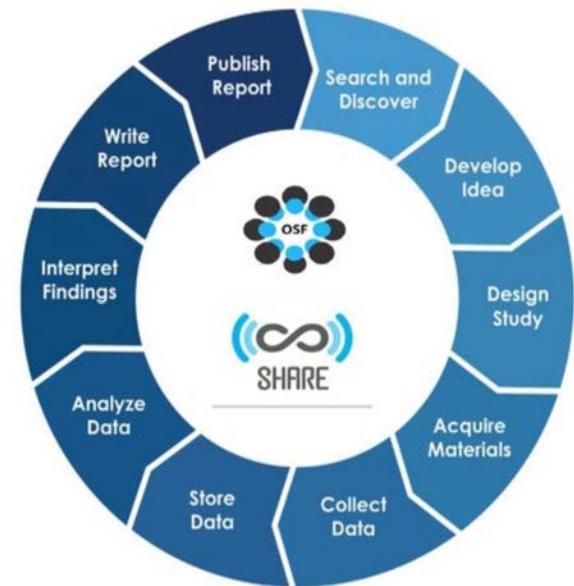 Publish
Report
Search and
Discover
Develop
Idea
Design
Study
Acquire
Materials
Collect
Data
Store
Data
Analyze
Data
Interpret
Findings
Write
Report
OSF
SHARE